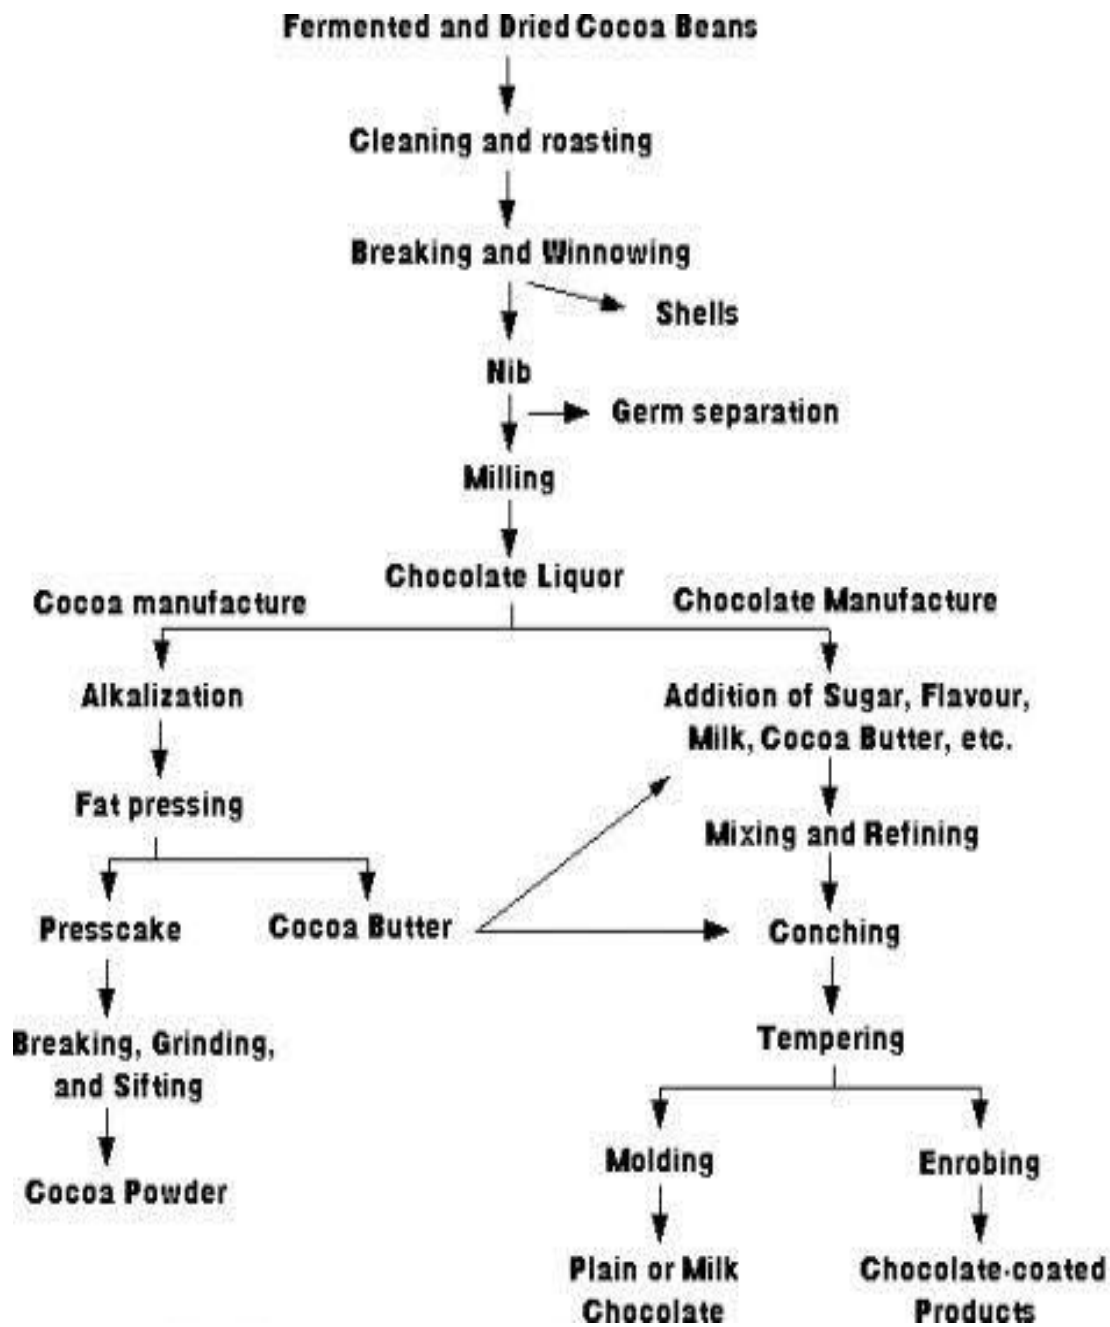 Fermented and Dried Cocoa Beans
Cleaning and roasting
Breaking and Winnowing
Shells
Nib
Germ separation
Milling
Chocolate Liquor
Cocoa manufacture
Chocolate Manufacture
Alkalization
Addition of Sugar, Flavour,
Milk, Cocoa Butter, etc.
Fat pressing
Mixing and Refining
Presscake
Cocoa Butter
Conching
Breaking, Grinding,
and Sifting
Tempering
Cocoa Powder
Molding
Enrobing
Plain or Milk
Chocolate
Chocolate-coated
Products